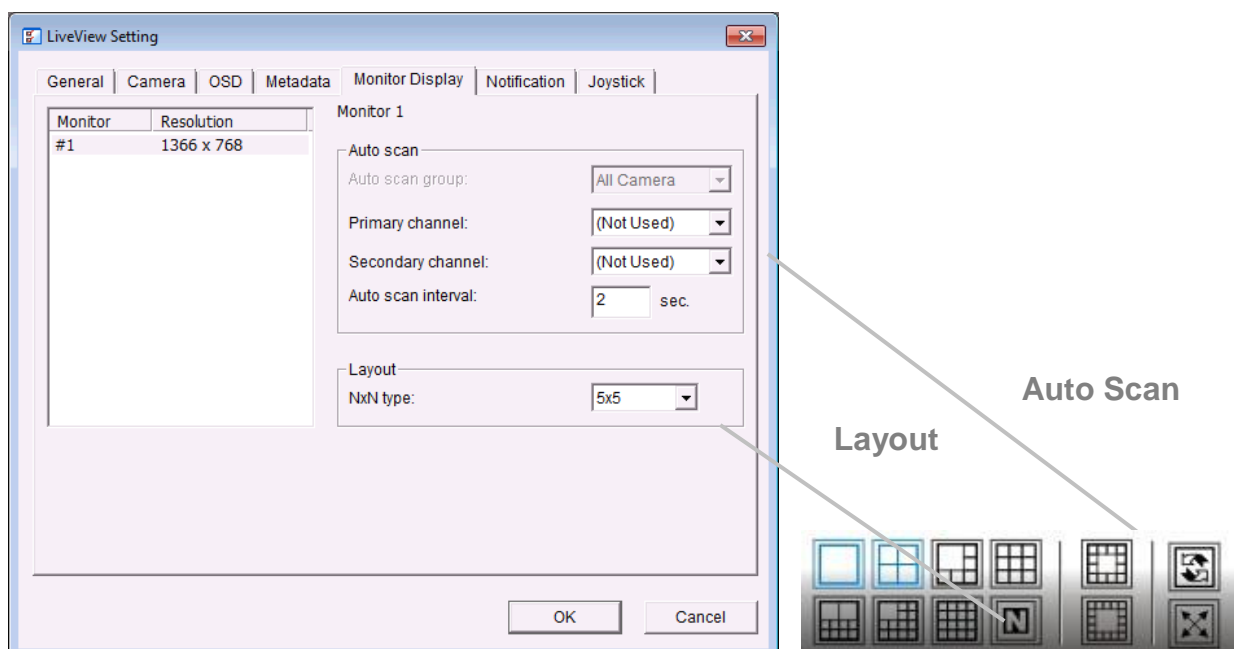 LiveView Setting
General Camera OSD Metadata Monitor Display Notification Joystick
Monitor Resolution
#1 1366 x 768
Monitor 1
Auto scan
Auto scan group: All Camera
Primary channel: (Not Used)
Secondary channel: (Not Used)
Auto scan interval: 2 sec.
Layout
NxN type: 5x5
OK Cancel
Auto Scan
Layout
N